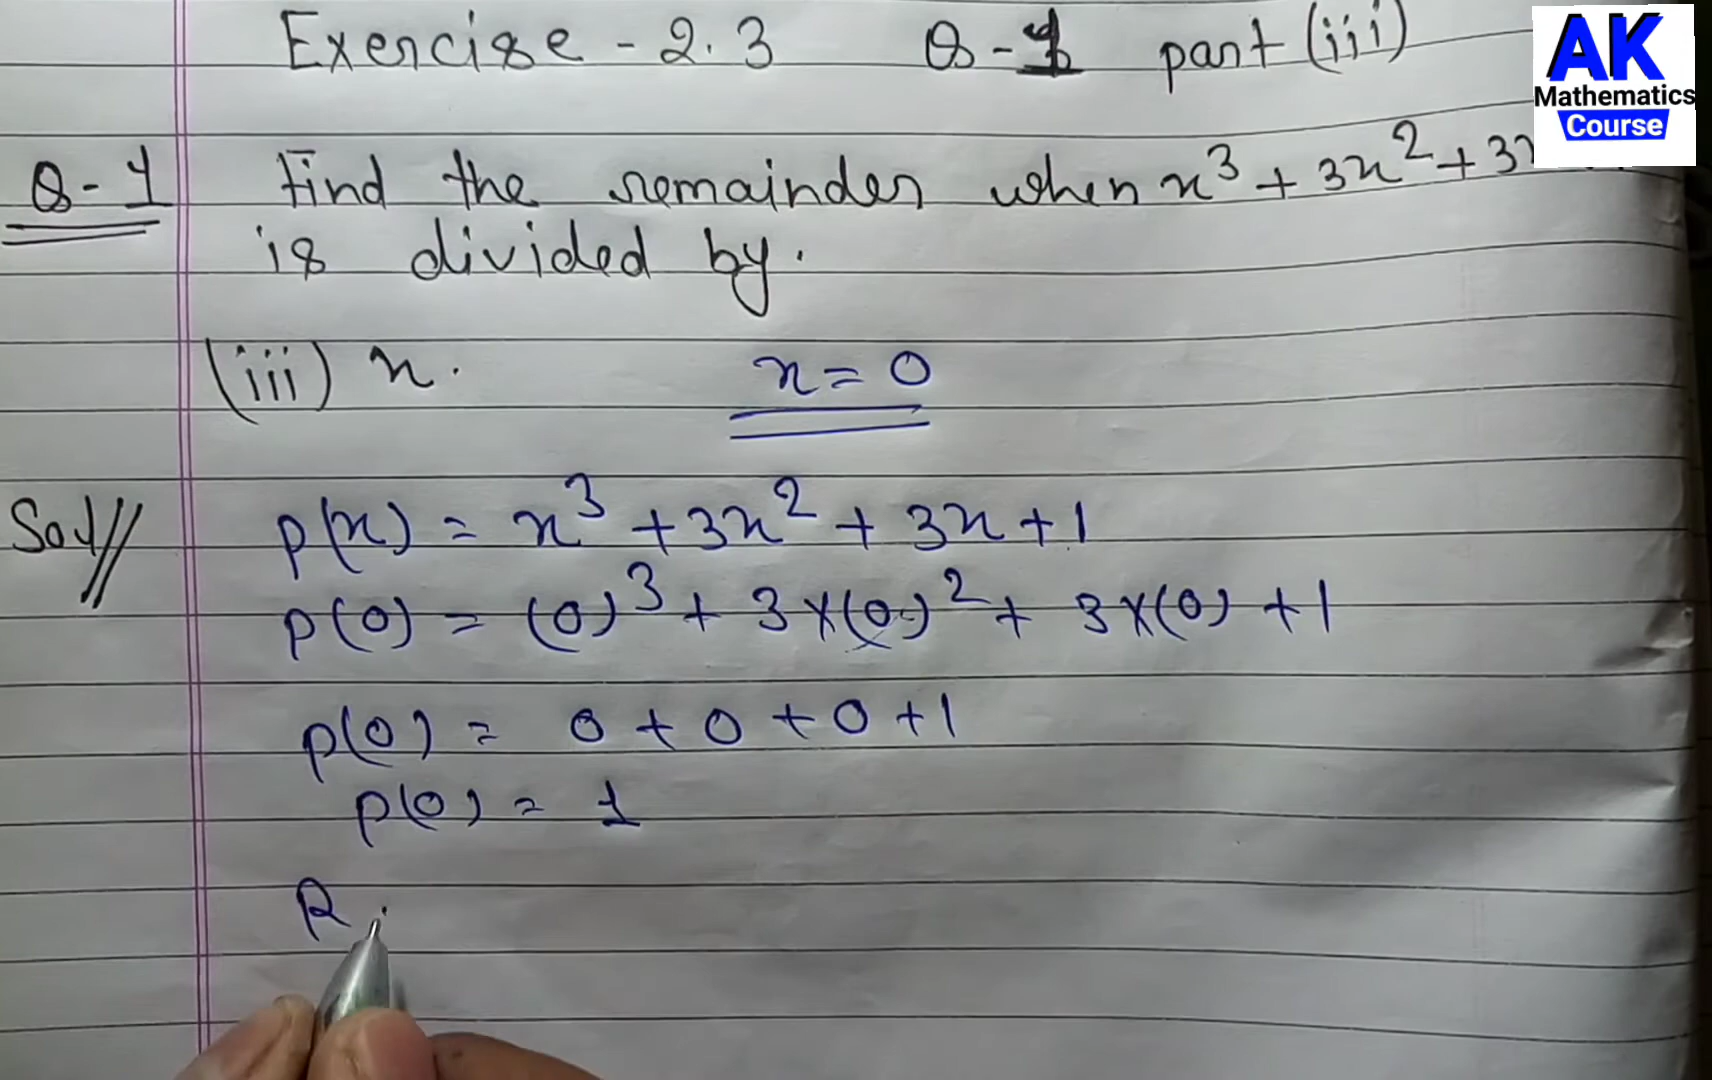 Exercise - 2.3 Q-1 part (iii)
AK
Mathematics
Course
Q-1 Find the remainder when x³ + 3x² + 3
is divided by.
(iii) x. x = 0
Sol// p(x) = x³ + 3x² + 3x + 1
p(0) = (0)³ + 3×(0)² + 3×(0) + 1
p(0) = 0 + 0 + 0 + 1
p(0) = 1
R